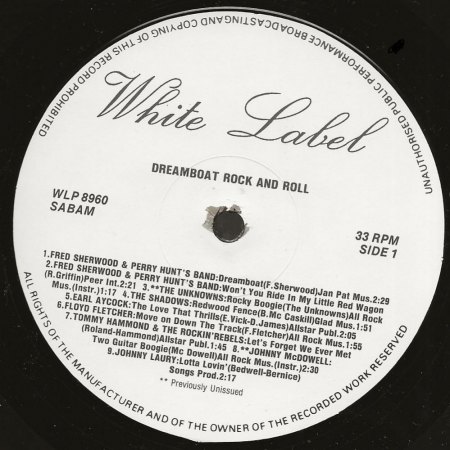 UNAUTHORISED PUBLIC PERFORMANCE BROADCASTING AND COPYING OF THIS RECORD PROHIBITED
White Label
DREAMBOAT ROCK AND ROLL
WLP 8960
SABAM
33 RPM
SIDE 1
1.FRED SHERWOOD & PERRY HUNT'S BAND:Dreamboat(F.Sherwood)Jan Pat Mus.2:29
2.FRED SHERWOOD & PERRY HUNT'S BAND:Won't You Ride In My Little Red Wagon
(R.Griffin)Peer Int.2:21 3.**THE UNKNOWNS:Rocky Boogie(The Unknowns)All Rock
Mus.(Instr.)1:17 4.THE SHADOWS:Redwood Fence(B.Mc Caskill)Glad Mus.1:51
5.EARL AYCOCK:The Love That Thrills(E.Vick-D.James)Allstar Publ.2:05
6.FLOYD FLETCHER:Move on Down The Track(F.Fletcher)All Rock Mus.1:55
7.TOMMY HAMMOND & THE ROCKIN'REBELS:Let's Forget We Ever Met
(Roland-Hammond)Allstar Publ.1:45 8.**JOHNNY McDOWELL:
Two Guitar Boogie(Mc Dowell)All Rock Mus.(Instr.)2:30
9.JOHNNY LAURY:Lotta Lovin'(Bedwell-Bernice)
Songs Prod.2:17
** Previously Unissued
ALL RIGHTS OF THE MANUFACTURER AND OF THE OWNER OF THE RECORDED WORK RESERVED